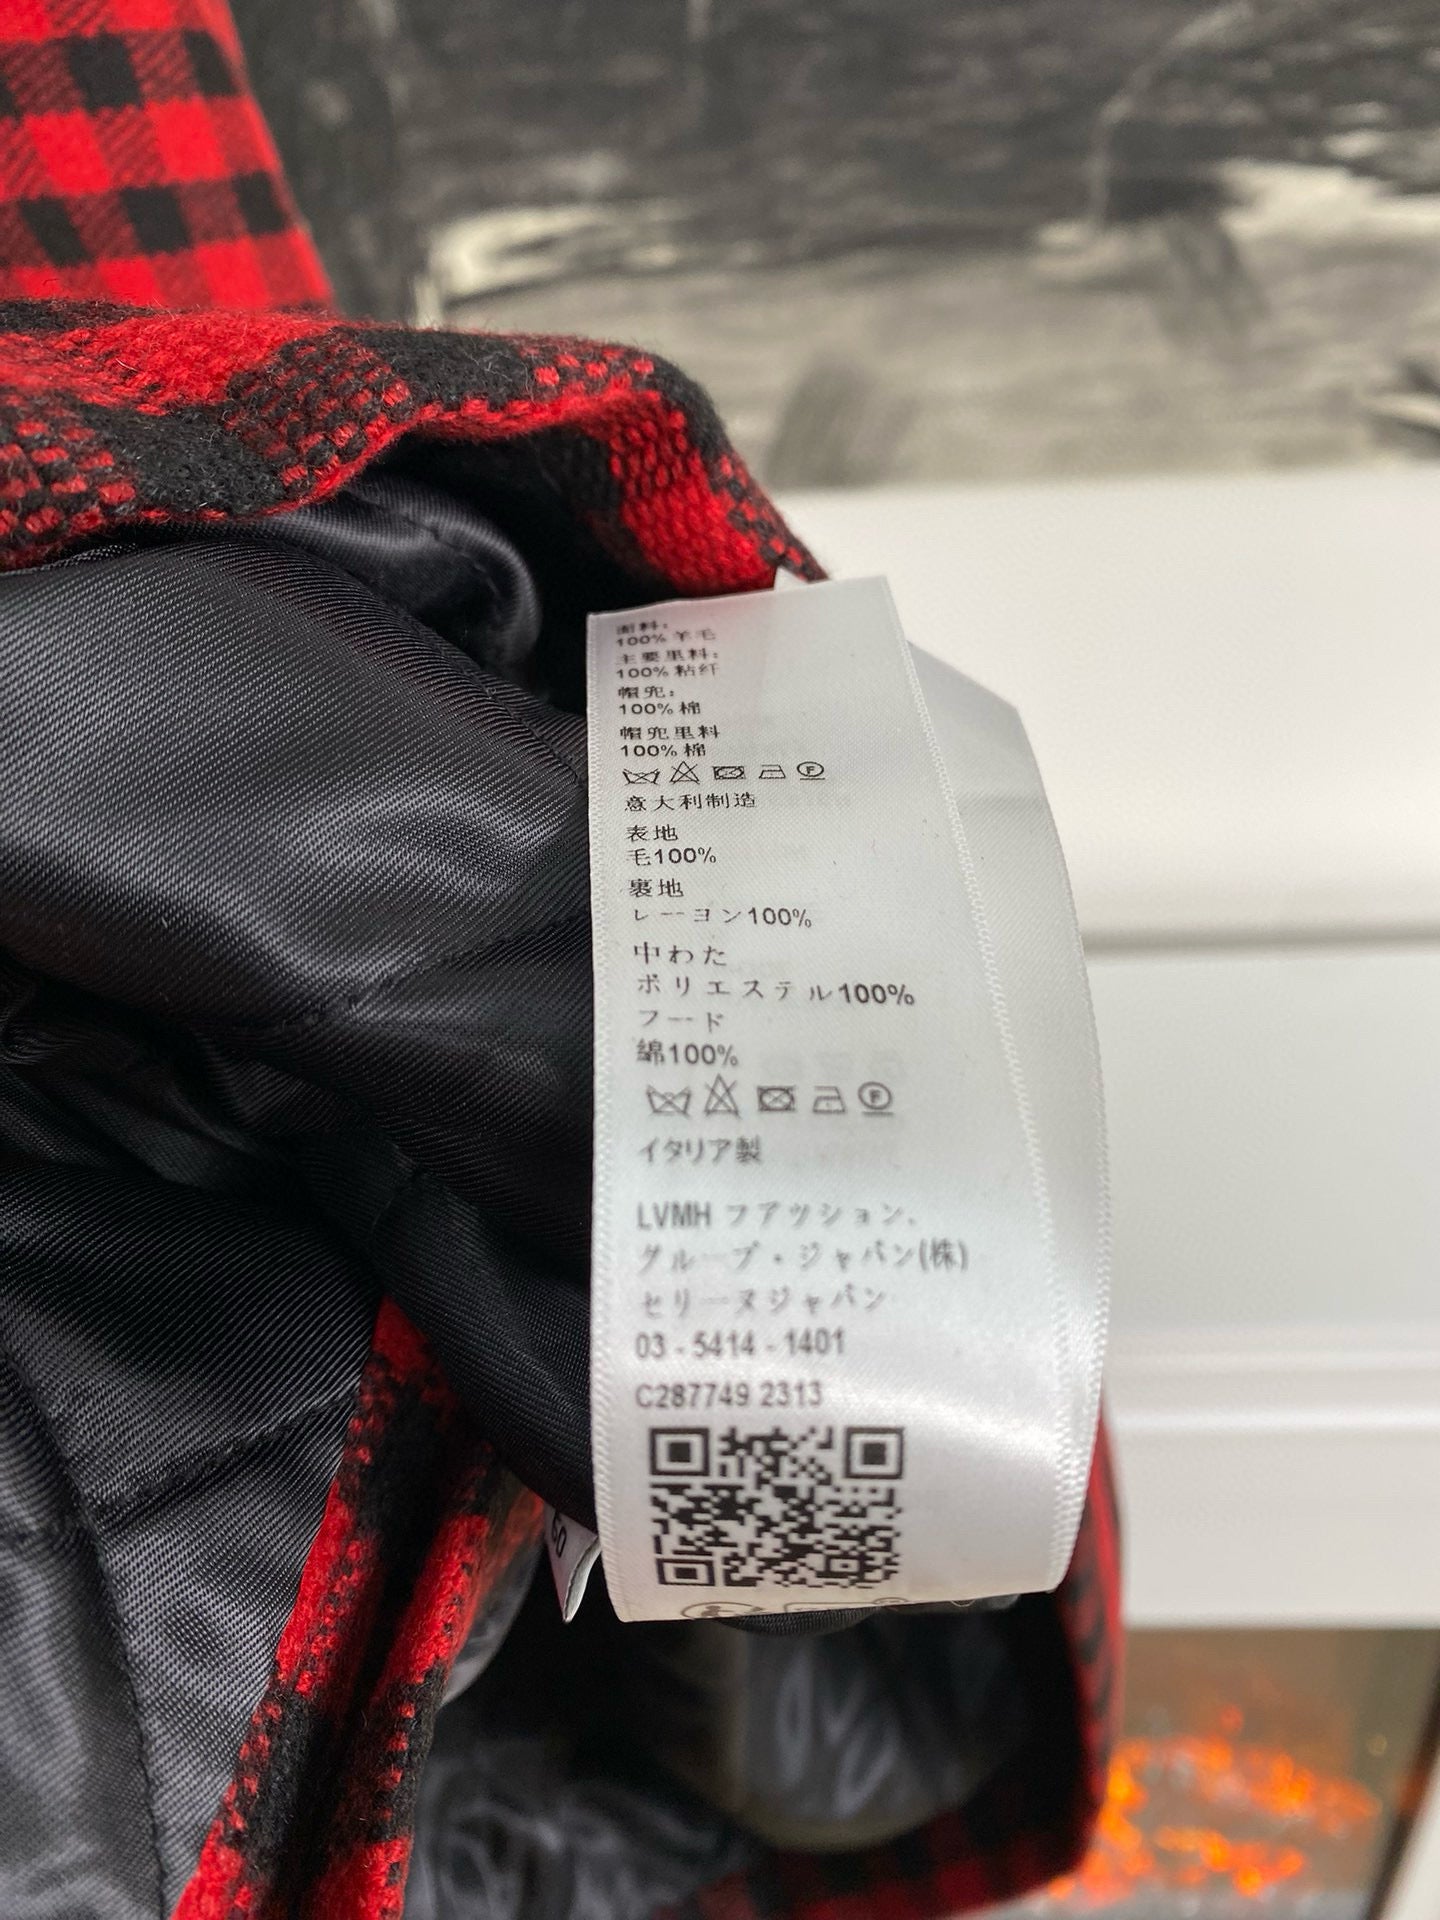 面料:
100% 羊毛
主要里料:
100% 粘纤
帽兜:
100% 棉
帽兜里料
100% 棉
意大利制造
表地
毛100%
裏地
レーヨン100%
中わた
ポリエステル100%
フード
綿100%
イタリア製
LVMH ファッション、
グループ・ジャパン(株)
セリーヌジャパン
03 - 5414 - 1401
C287749 2313